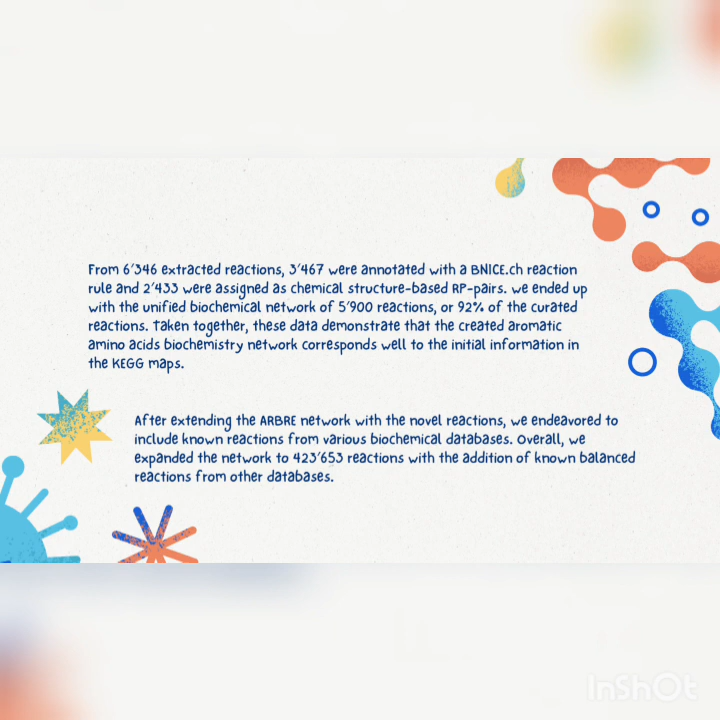 From 6'346 extracted reactions, 3'467 were annotated with a BNICE.ch reaction
rule and 2'433 were assigned as chemical structure-based RP-pairs. we ended up
with the unified biochemical network of 5'900 reactions, or 92% of the curated
reactions. Taken together, these data demonstrate that the created aromatic
amino acids biochemistry network corresponds well to the initial information in
the KEGG maps.
After extending the ARBRE network with the novel reactions, we endeavored to
include known reactions from various biochemical databases. Overall, we
expanded the network to 423'653 reactions with the addition of known balanced
reactions from other databases.
InShOt